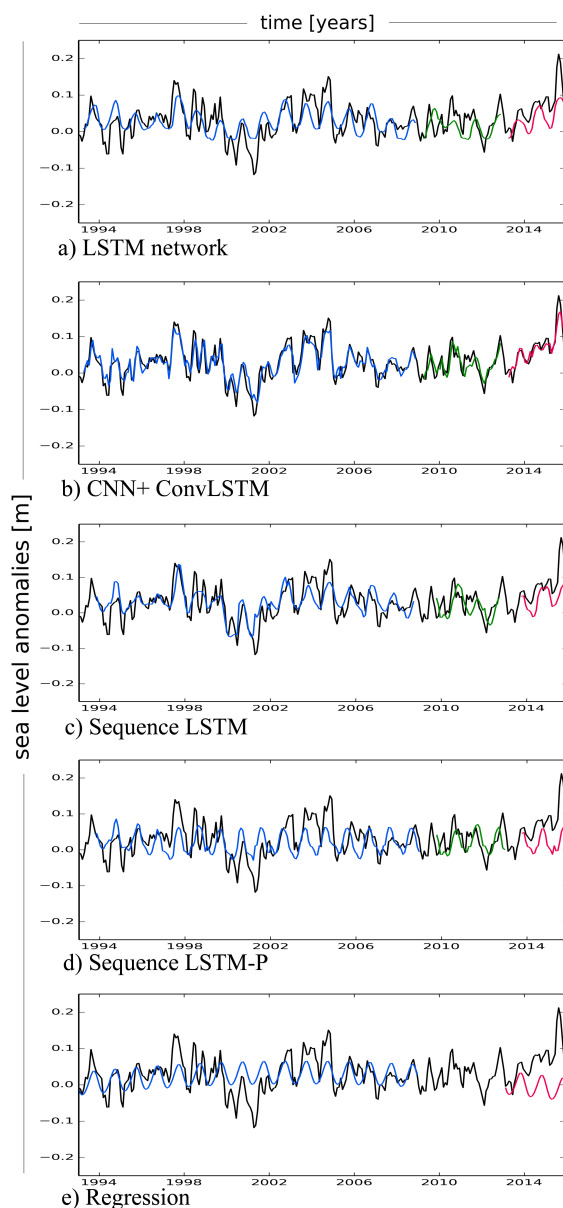 time [years]
0.2
0.1
0.0
−0.1
−0.2
1994 1998 2002 2006 2010 2014
a) LSTM network
0.2
0.1
0.0
−0.1
−0.2
1994 1998 2002 2006 2010 2014
b) CNN+ ConvLSTM
sea level anomalies [m]
0.2
0.1
0.0
−0.1
−0.2
1994 1998 2002 2006 2010 2014
c) Sequence LSTM
0.2
0.1
0.0
−0.1
−0.2
1994 1998 2002 2006 2010 2014
d) Sequence LSTM-P
0.2
0.1
0.0
−0.1
−0.2
1994 1998 2002 2006 2010 2014
e) Regression